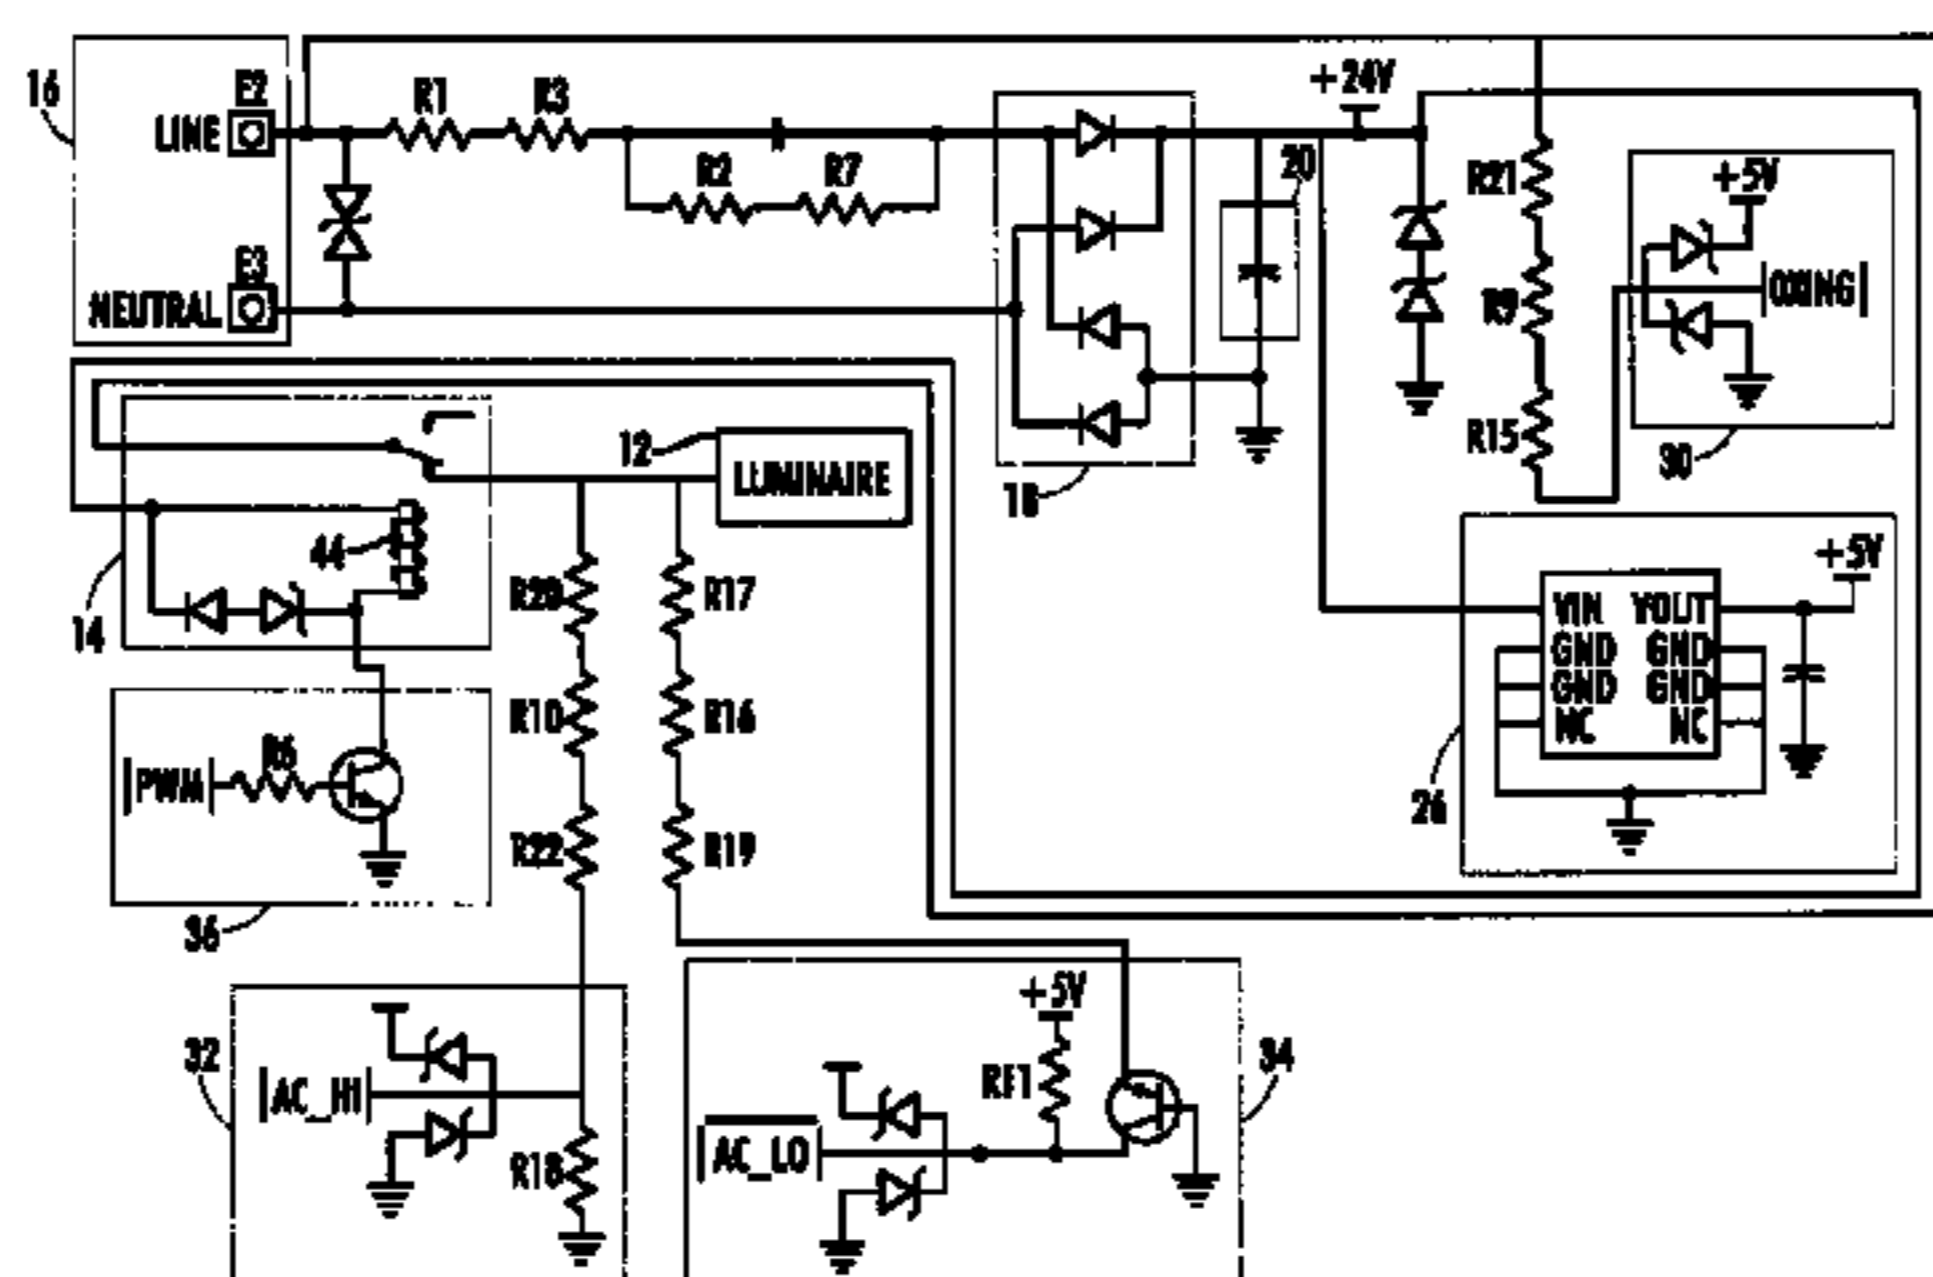 16
E2
LINE
R1
R3
R2
R7
E3
NEUTRAL
+24V
20
R21
R9
R15
+5V
0XING
30
18
12
LUMINAIRE
44
14
R20
R17
R10
R16
R22
R19
PWM
R6
36
VIN
VOUT
GND
GND
GND
GND
NC
NC
+5V
26
32
AC_HI
R18
+5V
RF1
AC_LO
34